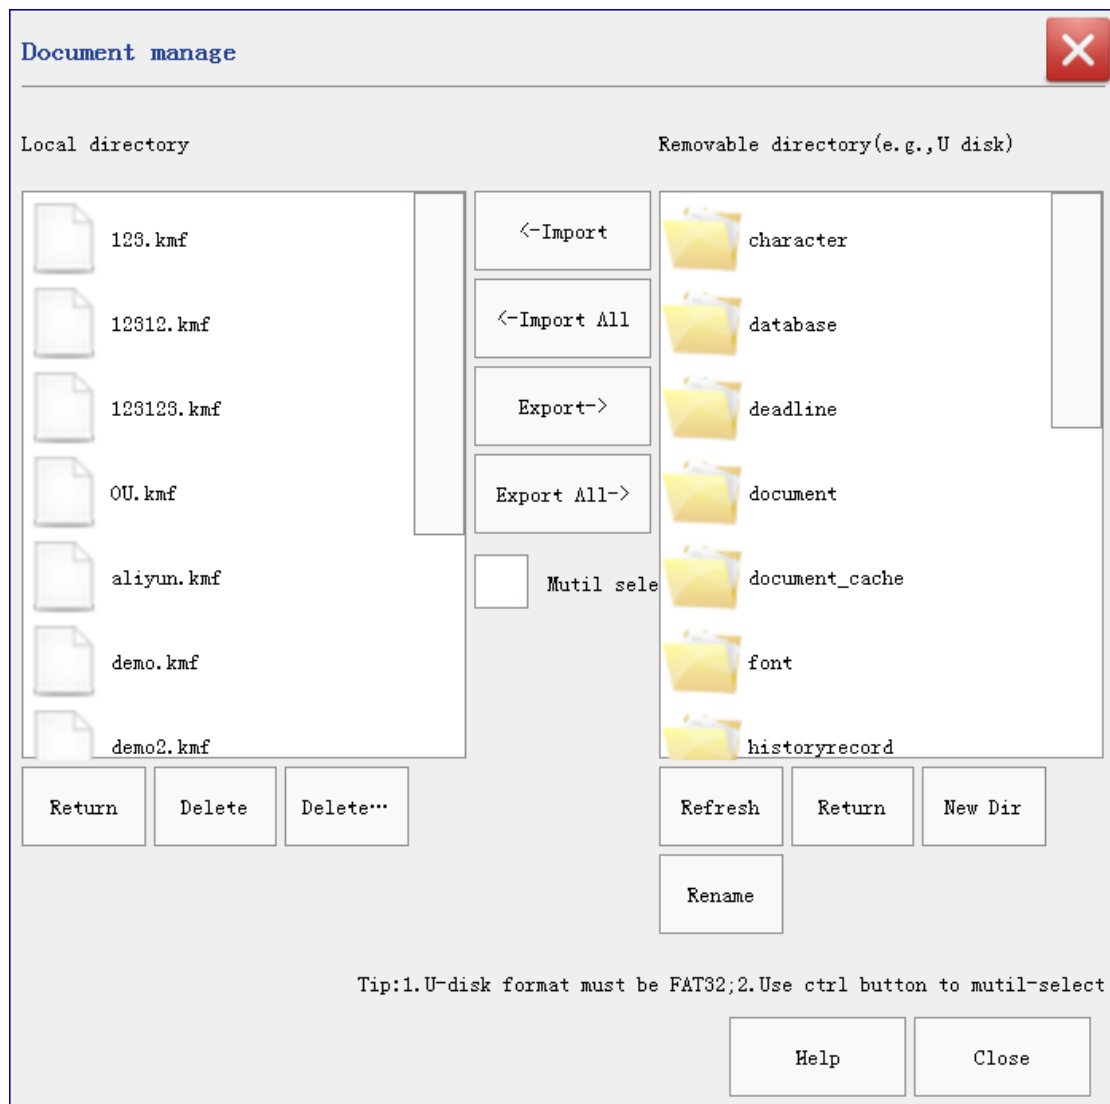 Document manage
Local directory
Removable directory(e.g.,U disk)
123.kmf
12312.kmf
123123.kmf
OU.kmf
aliyun.kmf
demo.kmf
demo2.kmf
<-Import
<-Import All
Export->
Export All->
Mutil sele
character
database
deadline
document
document_cache
font
historyrecord
Return
Delete
Delete…
Refresh
Return
New Dir
Rename
Tip:1.U-disk format must be FAT32;2.Use ctrl button to mutil-select
Help
Close